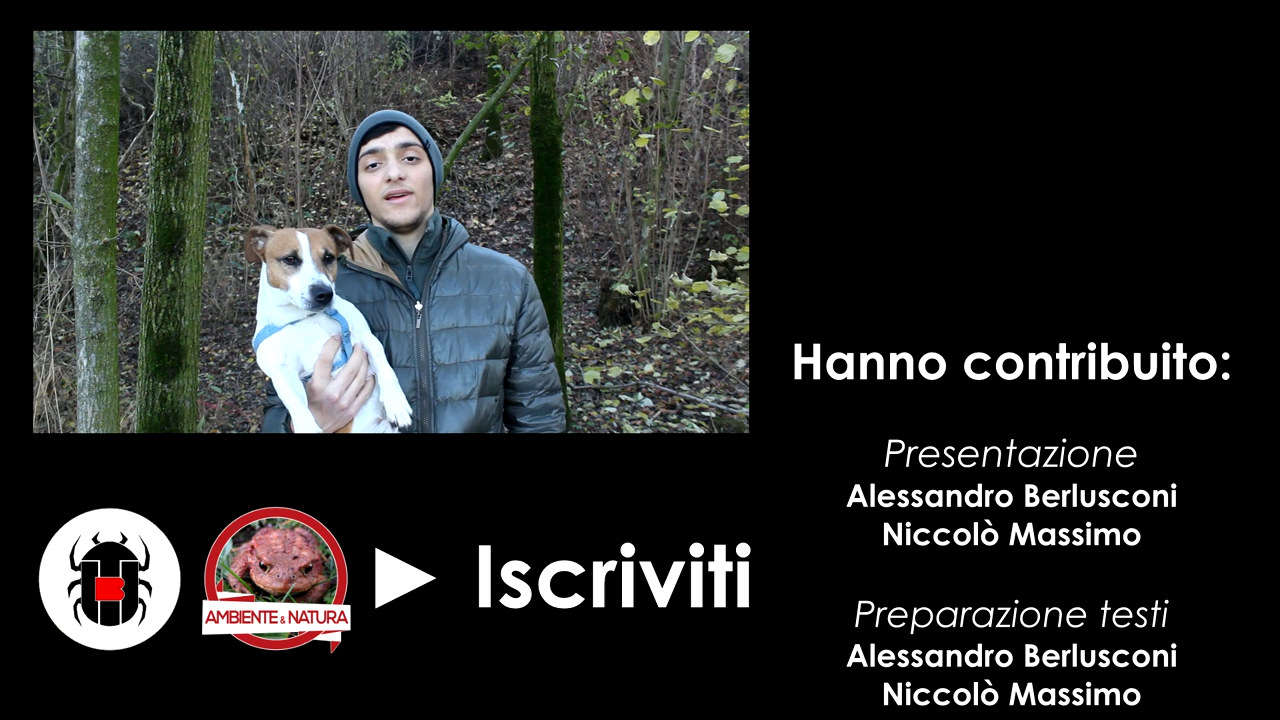 Hanno contribuito:
Presentazione
Alessandro Berlusconi
Niccolò Massimo
AMBIENTE & NATURA
Iscriviti
Preparazione testi
Alessandro Berlusconi
Niccolò Massimo